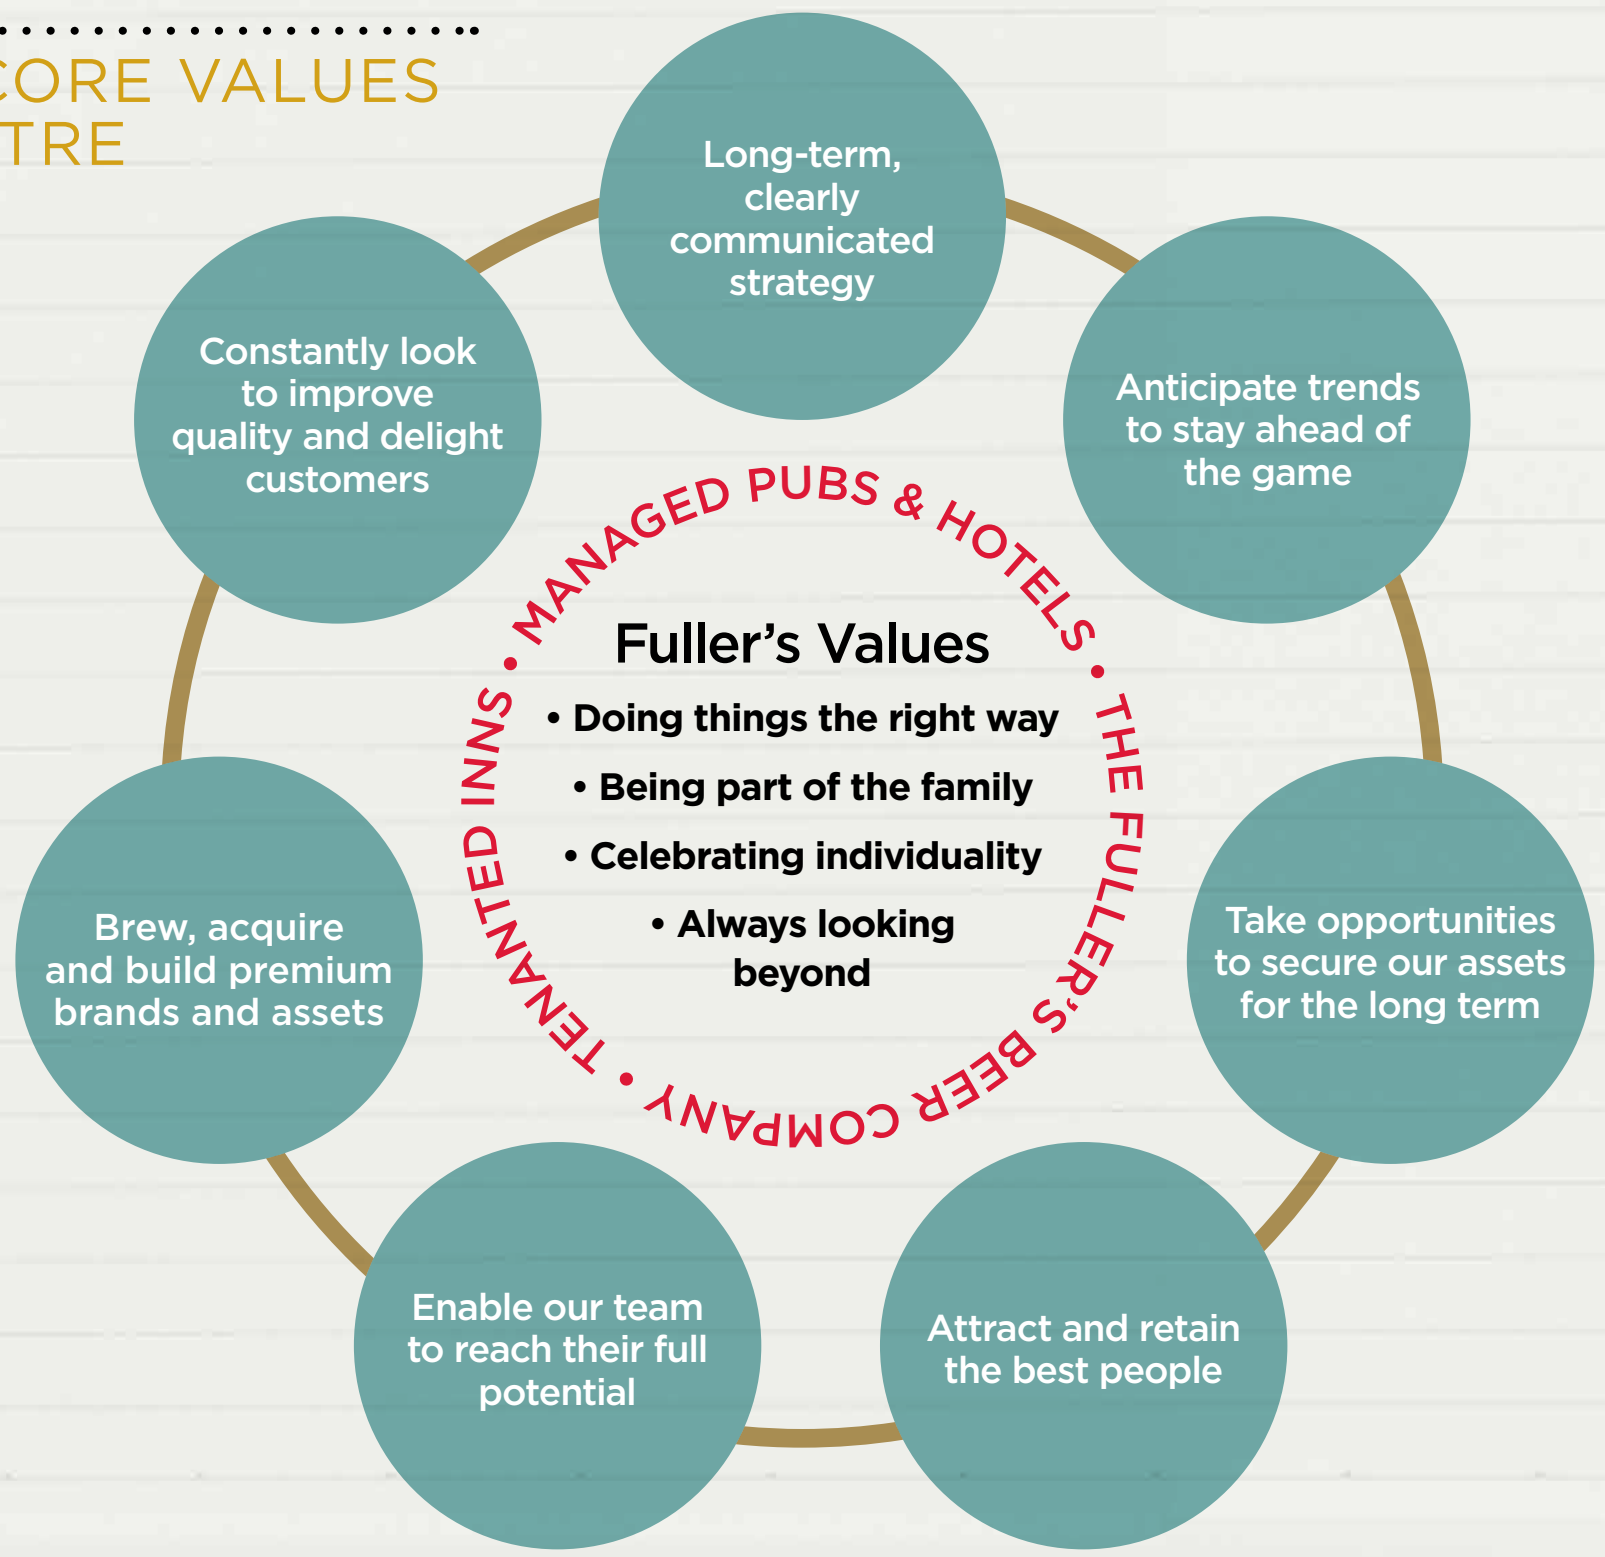 CORE VALUES
TRE
Long-term,
clearly
communicated
strategy
Anticipate trends
to stay ahead of
the game
Take opportunities
to secure our assets
for the long term
Attract and retain
the best people
Enable our team
to reach their full
potential
Brew, acquire
and build premium
brands and assets
Constantly look
to improve
quality and delight
customers
• MANAGED PUBS & HOTELS • THE FULLER’S BEER COMPANY • TENANTED INNS
Fuller’s Values
• Doing things the right way
• Being part of the family
• Celebrating individuality
• Always looking
beyond